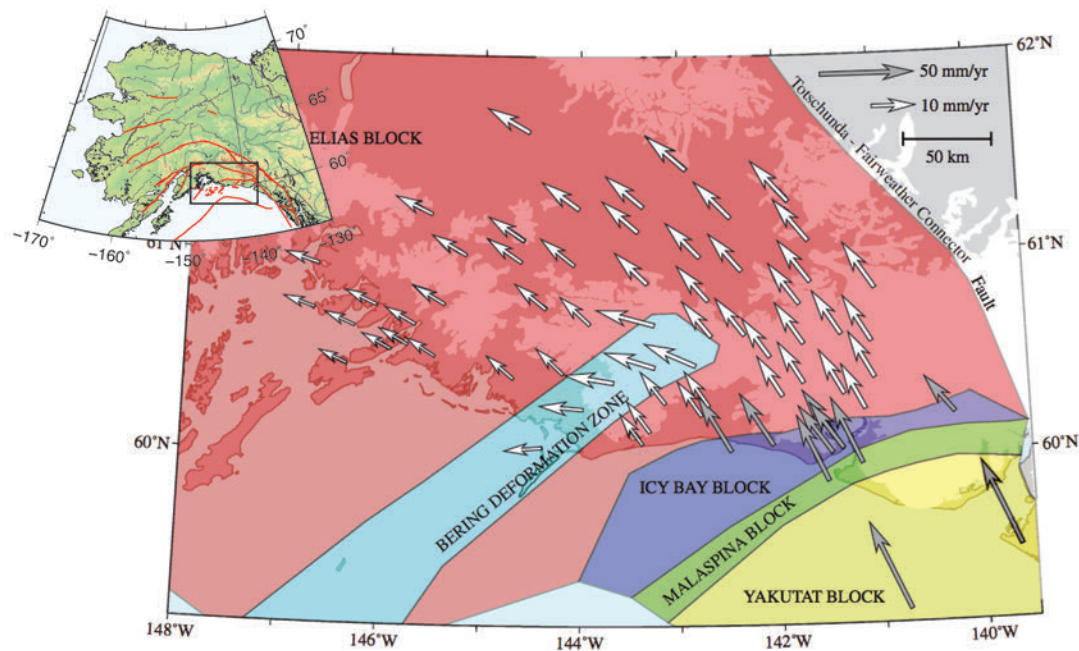 70°
65°
60°
−170°
−160°
−150°
−140°
−130°
ELIAS BLOCK
62°N
50 mm/yr
10 mm/yr
50 km
Totschunda - Fairweather Connector Fault
61°N
61°N
60°N
60°N
BERING DEFORMATION ZONE
ICY BAY BLOCK
MALASPINA BLOCK
YAKUTAT BLOCK
148°W
146°W
144°W
142°W
140°W